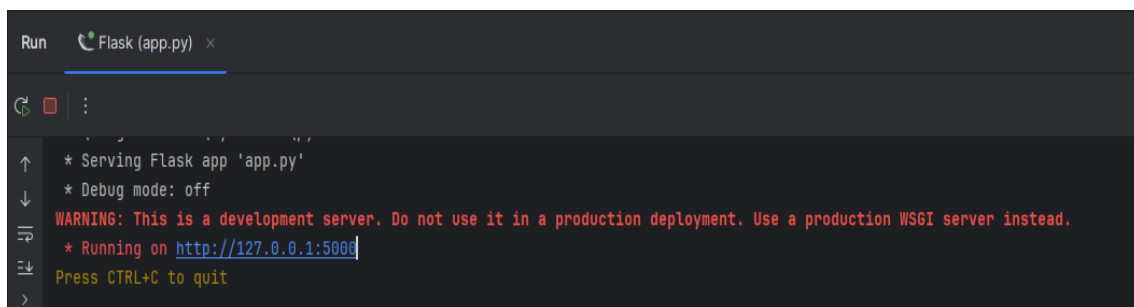 Run Flask (app.py)
* Serving Flask app 'app.py'
* Debug mode: off
WARNING: This is a development server. Do not use it in a production deployment. Use a production WSGI server instead.
* Running on http://127.0.0.1:5000
Press CTRL+C to quit